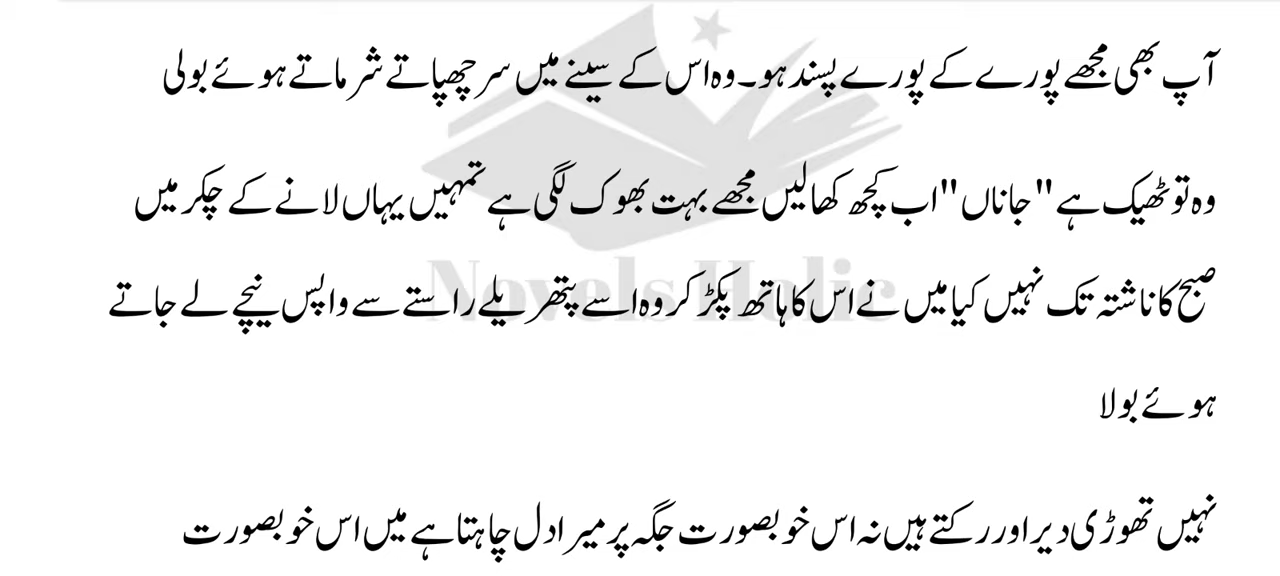 آپ بھی مجھے پورے کے پورے پسند ہو۔ وہ اس کے سینے میں سر چھپاتے شرماتے ہوئے بولی
وہ تو ٹھیک ہے "جاناں" اب کچھ کھالیں مجھے بہت بھوک لگی ہے تمہیں یہاں لانے کے چکر میں
صبح کا ناشتہ تک نہیں کیا میں نے اس کا ہاتھ پکڑ کر وہ اسے پتھریلے راستے سے واپس نیچے لے جاتے
Novels Holic
ہوئے بولا
نہیں تھوڑی دیر اور رکتے ہیں نہ اس خوبصورت جگہ پر میرا دل چاہتا ہے میں اس خوبصورت